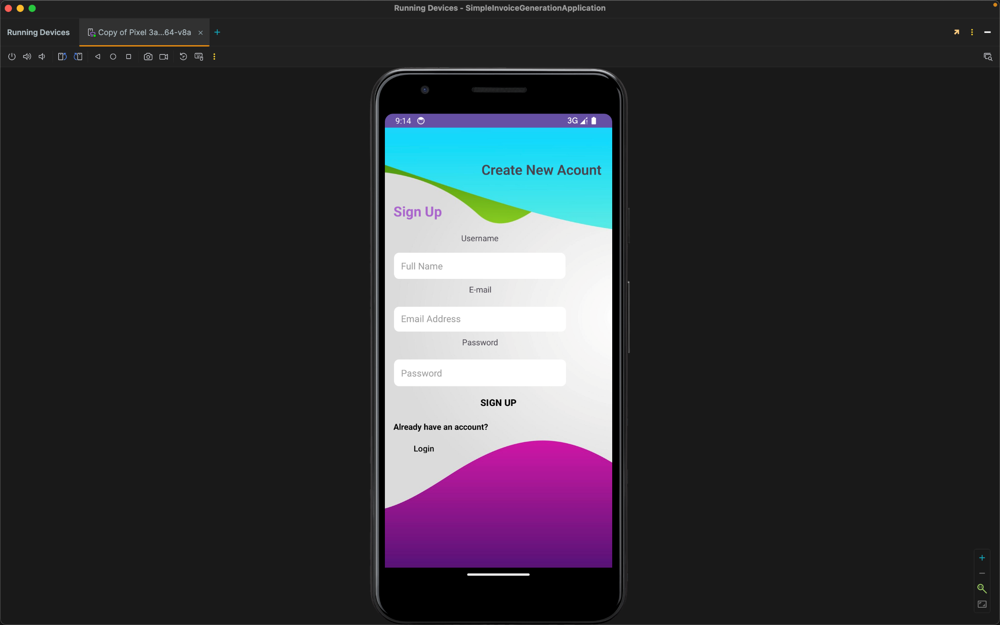 Running Devices - SimpleInvoiceGenerationApplication
Running Devices
Copy of Pixel 3a...64-v8a
9:14
3G
Create New Acount
Sign Up
Username
Full Name
E-mail
Email Address
Password
Password
SIGN UP
Already have an account?
Login